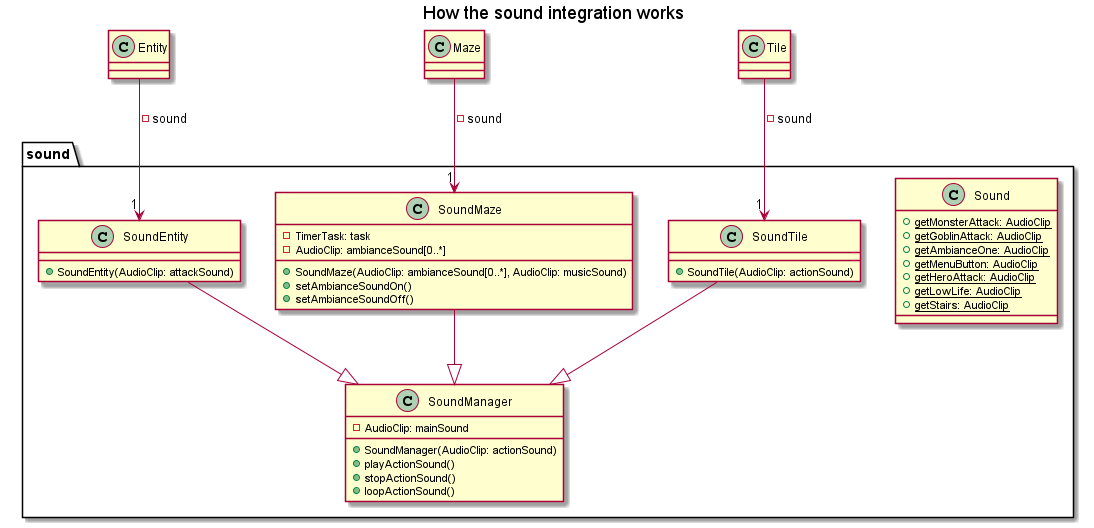 How the sound integration works
C Entity
C Maze
C Tile
sound
sound
sound
sound
1
1
1
C SoundEntity
SoundEntity(AudioClip: attackSound)
C SoundMaze
TimerTask: task
AudioClip: ambianceSound[0..*]
SoundMaze(AudioClip: ambianceSound[0..*], AudioClip: musicSound)
setAmbianceSoundOn()
setAmbianceSoundOff()
C SoundTile
SoundTile(AudioClip: actionSound)
C Sound
getMonsterAttack: AudioClip
getGoblinAttack: AudioClip
getAmbianceOne: AudioClip
getMenuButton: AudioClip
getHeroAttack: AudioClip
getLowLife: AudioClip
getStairs: AudioClip
C SoundManager
AudioClip: mainSound
SoundManager(AudioClip: actionSound)
playActionSound()
stopActionSound()
loopActionSound()